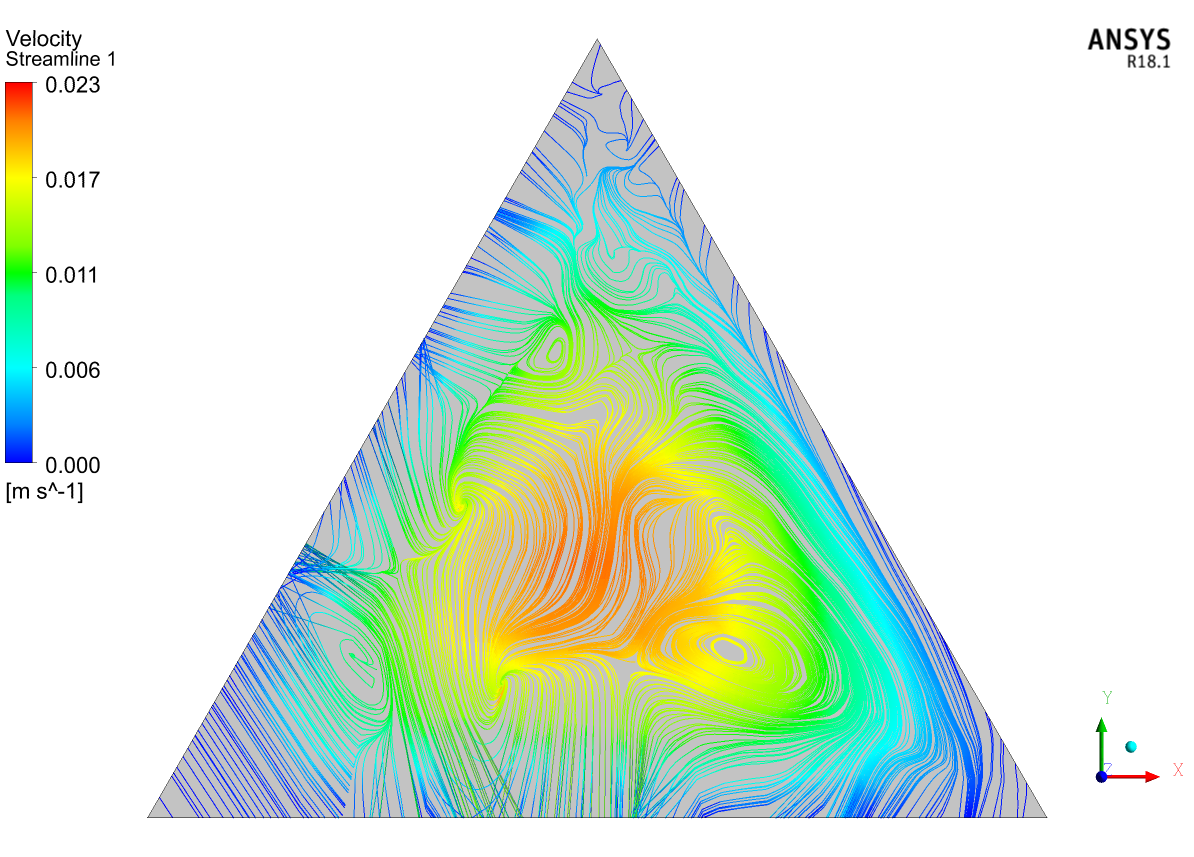 Velocity
Streamline 1
0.023
0.017
0.011
0.006
0.000
[m s^-1]
ANSYS
R18.1
Y
Z
X